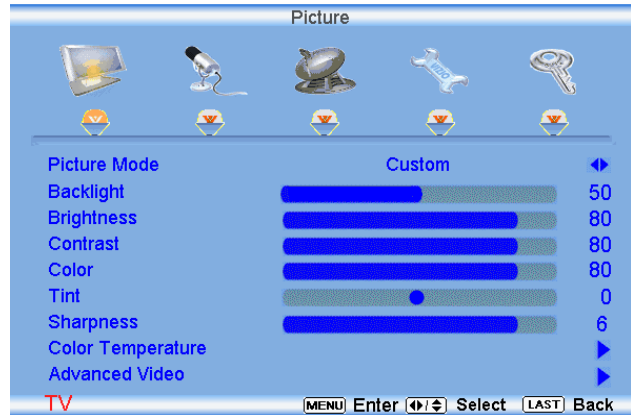 Picture
VIZIO
Picture Mode Custom
Backlight 50
Brightness 80
Contrast 80
Color 80
Tint 0
Sharpness 6
Color Temperature
Advanced Video
TV MENU Enter / Select LAST Back